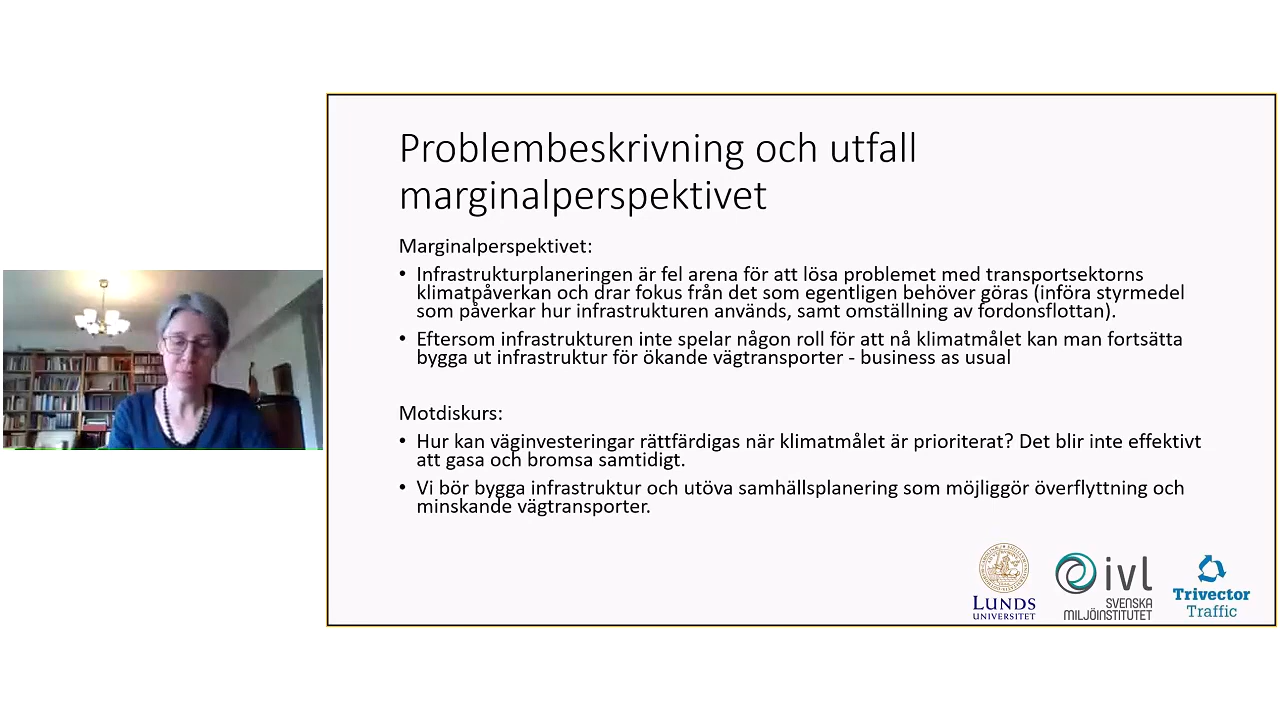 Problembeskrivning och utfall
marginalperspektivet
Marginalperspektivet:
• Infrastrukturplaneringen är fel arena för att lösa problemet med transportsektorns
klimatpåverkan och drar fokus från det som egentligen behöver göras (införa styrmedel
som påverkar hur infrastrukturen används, samt omställning av fordonsflottan).
• Eftersom infrastrukturen inte spelar någon roll för att nå klimatmålet kan man fortsätta
bygga ut infrastruktur för ökande vägtransporter - business as usual
Motdiskurs:
• Hur kan väginvesteringar rättfärdigas när klimatmålet är prioriterat? Det blir inte effektivt
att gasa och bromsa samtidigt.
• Vi bör bygga infrastruktur och utöva samhällsplanering som möjliggör överflyttning och
minskande vägtransporter.
LUNDS
UNIVERSITET
ivl
SVENSKA
MILJÖINSTITUTET
Trivector
Traffic